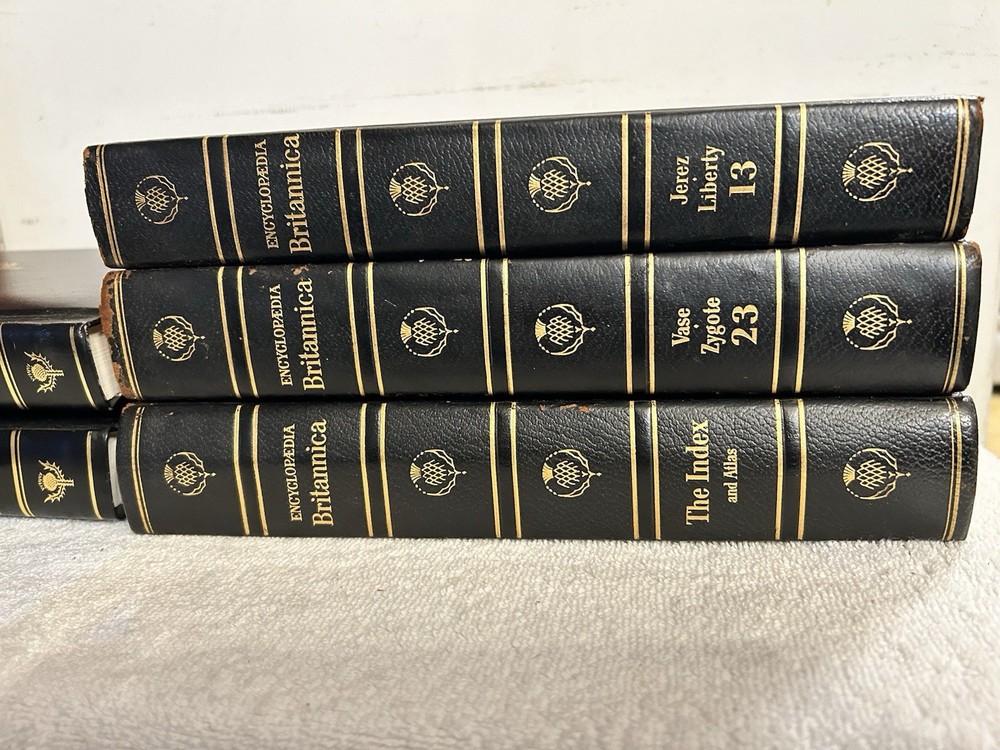 ENCYCLOPÆDIA
Britannica
Jerez
Liberty
13
ENCYCLOPÆDIA
Britannica
Vase
Zygote
23
ENCYCLOPÆDIA
Britannica
The Index
and Atlas